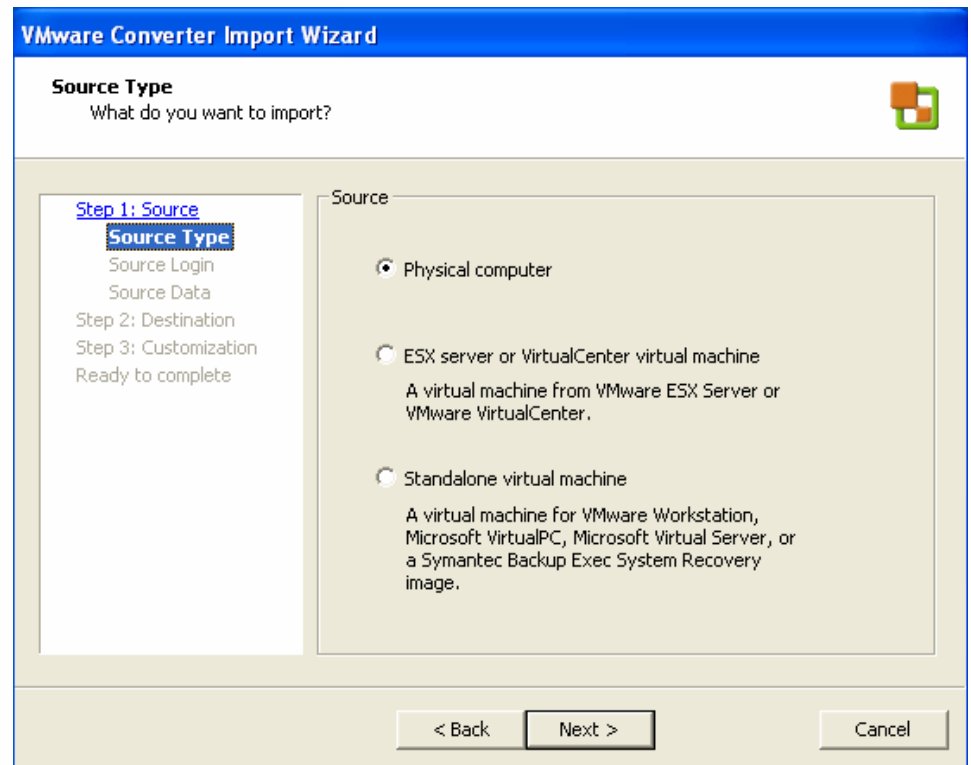 VMware Converter Import Wizard
Source Type
What do you want to import?
Step 1: Source
Source Type
Source Login
Source Data
Step 2: Destination
Step 3: Customization
Ready to complete
Source
Physical computer
ESX server or VirtualCenter virtual machine
A virtual machine from VMware ESX Server or
VMware VirtualCenter.
Standalone virtual machine
A virtual machine for VMware Workstation,
Microsoft VirtualPC, Microsoft Virtual Server, or
a Symantec Backup Exec System Recovery
image.
< Back
Next >
Cancel